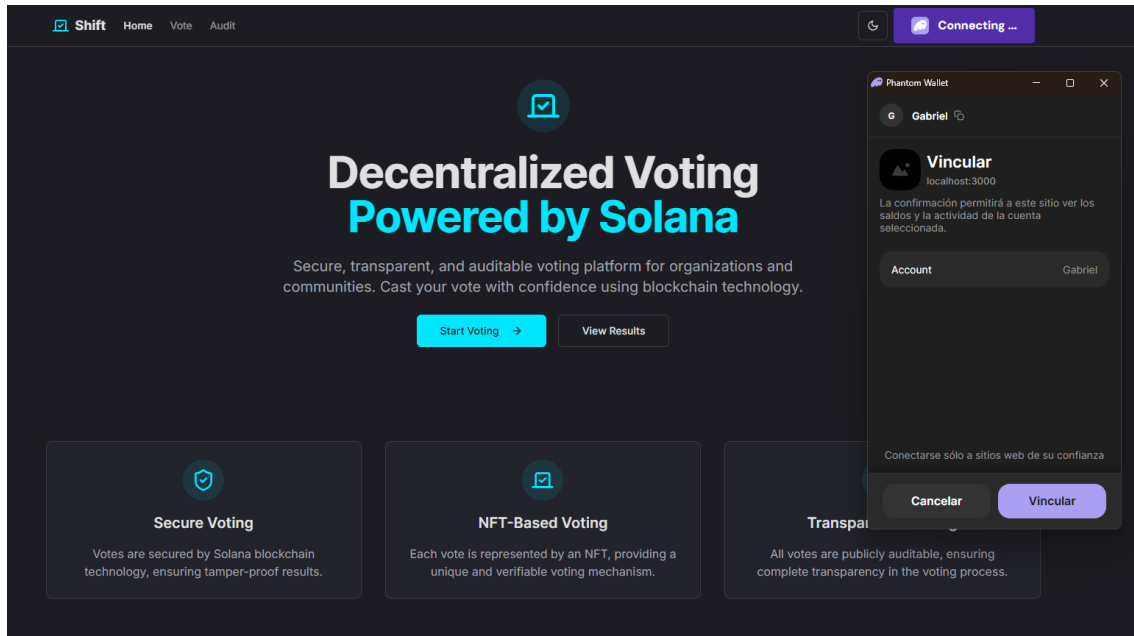 Shift Home Vote Audit
Connecting ...
Phantom Wallet
G Gabriel
Vincular
localhost:3000
La confirmación permitirá a este sitio ver los
saldos y la actividad de la cuenta
seleccionada.
Account Gabriel
Conectarse sólo a sitios web de su confianza
Cancelar Vincular
Decentralized Voting
Powered by Solana
Secure, transparent, and auditable voting platform for organizations and
communities. Cast your vote with confidence using blockchain technology.
Start Voting → View Results
Secure Voting
Votes are secured by Solana blockchain
technology, ensuring tamper-proof results.
NFT-Based Voting
Each vote is represented by an NFT, providing a
unique and verifiable voting mechanism.
All votes are publicly auditable, ensuring
complete transparency in the voting process.